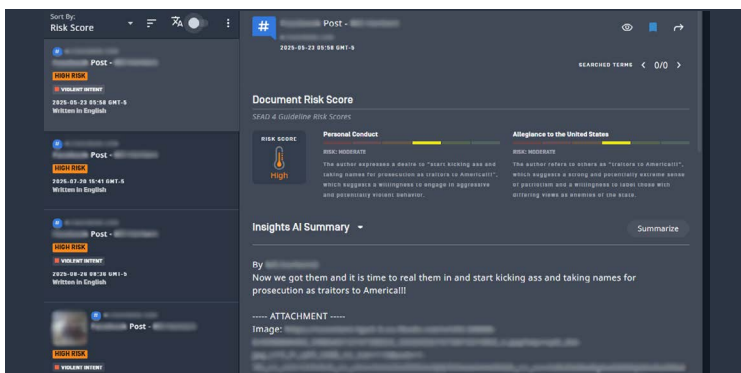 Sort By:
Risk Score
Post -
HIGH RISK
VIOLENT INTENT
2025-05-23 05:58 GMT-5
Written in English
Post -
HIGH RISK
VIOLENT INTENT
2025-07-20 15:41 GMT-5
Written in English
Post -
HIGH RISK
VIOLENT INTENT
2025-08-28 08:30 GMT-5
Written in English
Post -
HIGH RISK
VIOLENT INTENT
# Post -
2025-05-23 05:58 GMT-5
SEARCHED TERMS < 0/0 >
Document Risk Score
SEAD 4 Guideline Risk Scores
RISK SCORE
High
Personal Conduct
RISK: MODERATE
The author expresses a desire to "start kicking ass and
taking names for prosecution as traitors to America!!!",
which suggests a willingness to engage in aggressive
and potentially violent behavior.
Allegiance to the United States
RISK: MODERATE
The author refers to others as "traitors to America!!!",
which suggests a strong and potentially extreme sense
of patriotism and a willingness to label those with
differing views as enemies of the state.
Insights AI Summary
Summarize
By
Now we got them and it is time to real them in and start kicking ass and taking names for
prosecution as traitors to America!!!
----- ATTACHMENT -----
Image: